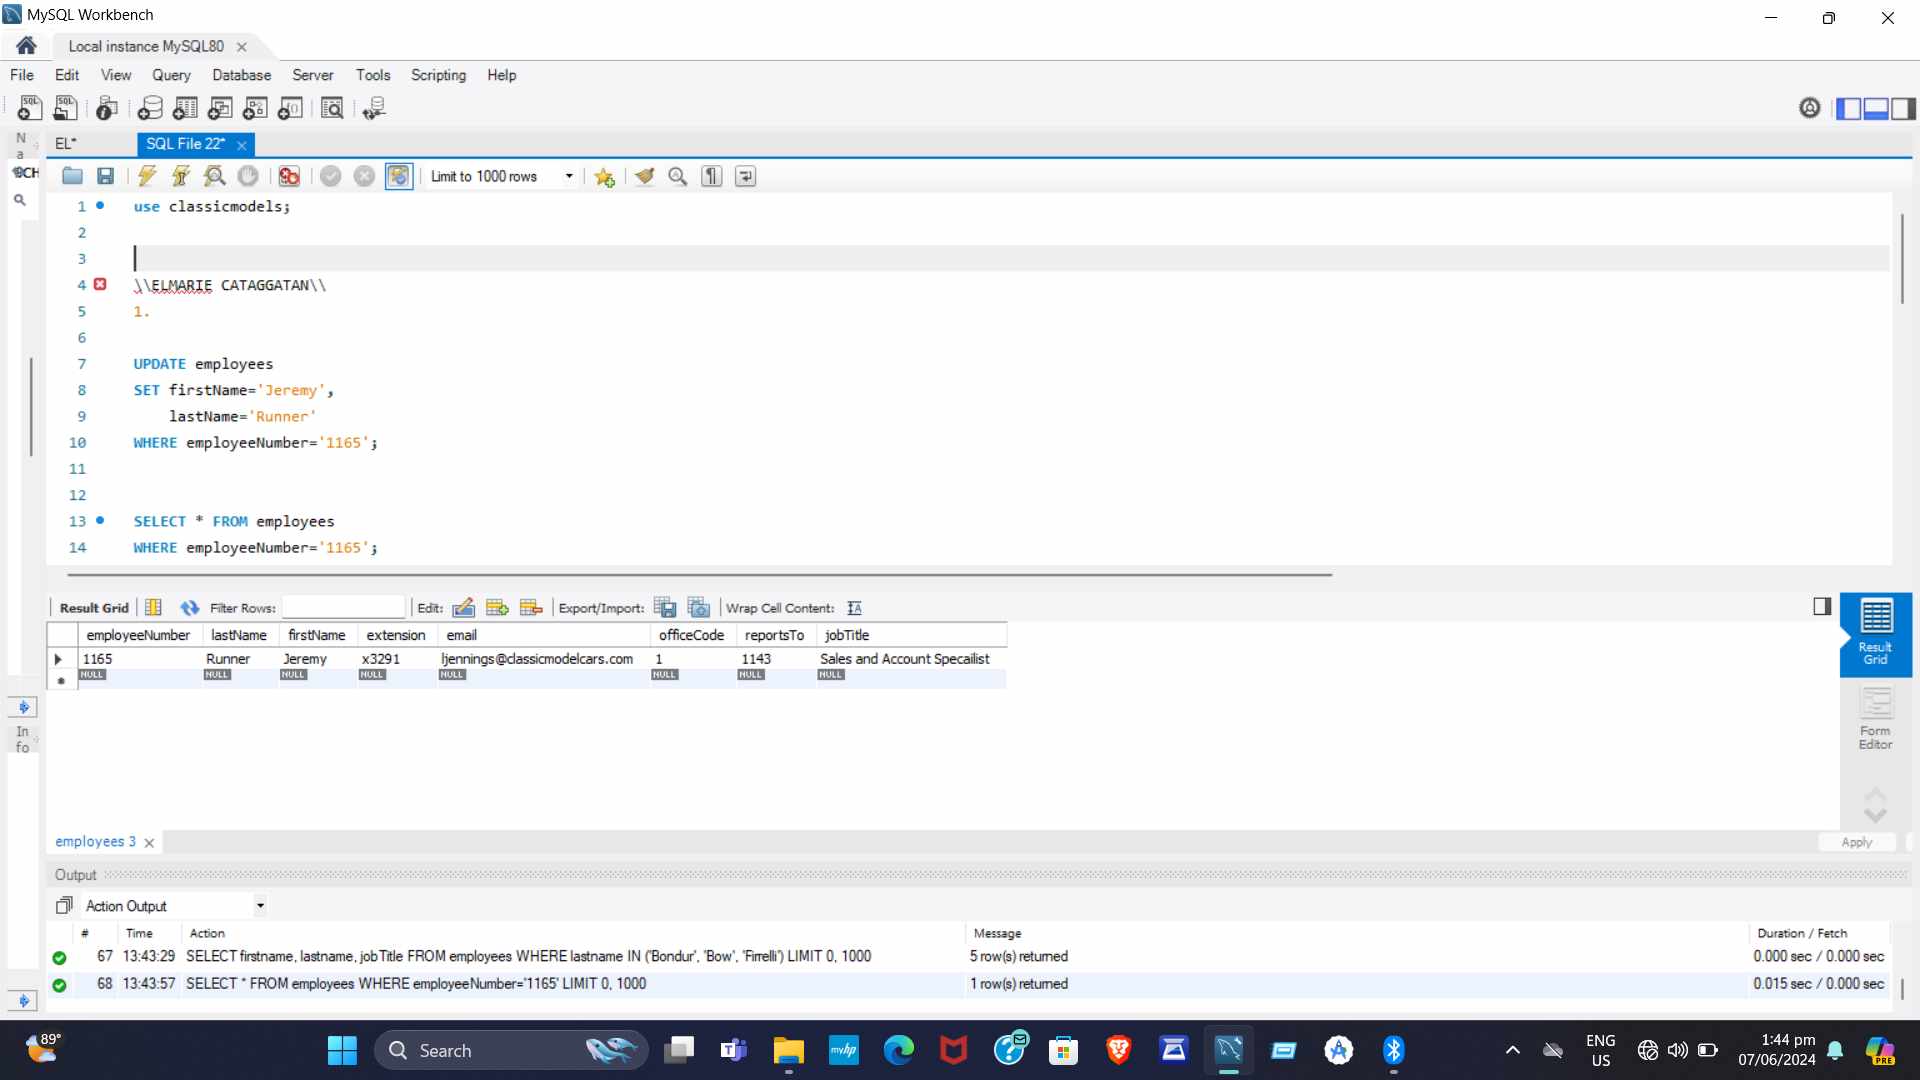 MySQL Workbench
Local instance MySQL80
File Edit View Query Database Server Tools Scripting Help
EL*
SQL File 22*
N
a
SCH
Limit to 1000 rows
1 use classicmodels;
2
3
4 \\ELMARIE CATAGGATAN\\
5 1.
6
7 UPDATE employees
8 SET firstName='Jeremy',
9 lastName='Runner'
10 WHERE employeeNumber='1165';
11
12
13 SELECT * FROM employees
14 WHERE employeeNumber='1165';
Result Grid Filter Rows: Edit: Export/Import: Wrap Cell Content:
employeeNumber lastName firstName extension email officeCode reportsTo jobTitle
1165 Runner Jeremy x3291 ljennings@classicmodelcars.com 1 1143 Sales and Account Specailist
NULL NULL NULL NULL NULL NULL NULL NULL
Result
Grid
Form
Editor
In
fo
employees 3
Apply
Output
Action Output
# Time Action Message Duration / Fetch
67 13:43:29 SELECT firstname, lastname, jobTitle FROM employees WHERE lastname IN ('Bondur', 'Bow', 'Firrelli') LIMIT 0, 1000 5 row(s) returned 0.000 sec / 0.000 sec
68 13:43:57 SELECT * FROM employees WHERE employeeNumber='1165' LIMIT 0, 1000 1 row(s) returned 0.015 sec / 0.000 sec
89°
Search
myhp
ENG
US
1:44 pm
07/06/2024
PRE